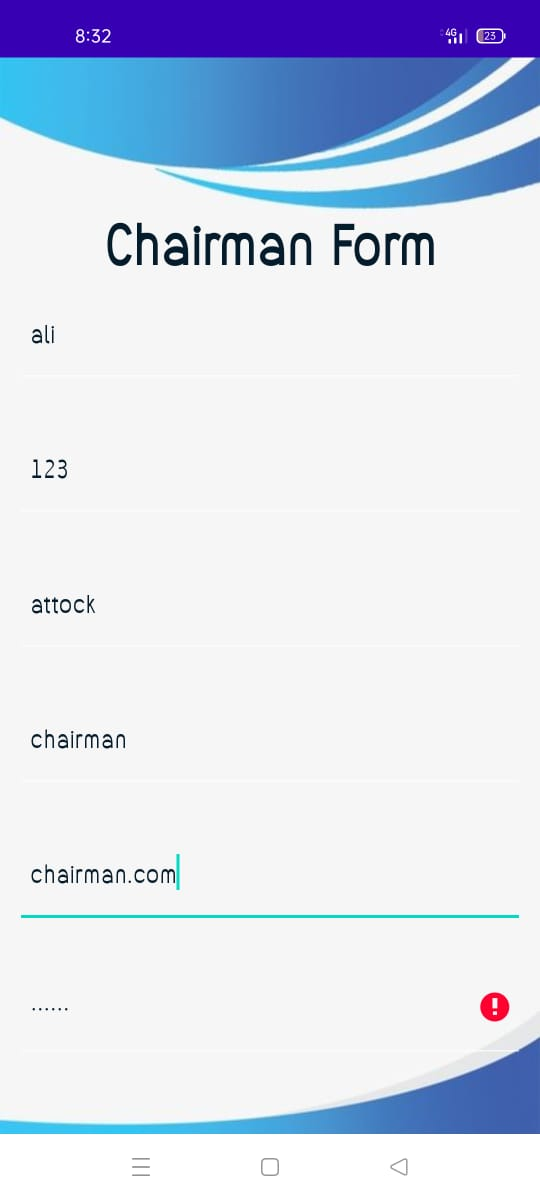 8:32
4G
23
Chairman Form
ali
123
attock
chairman
chairman.com
......